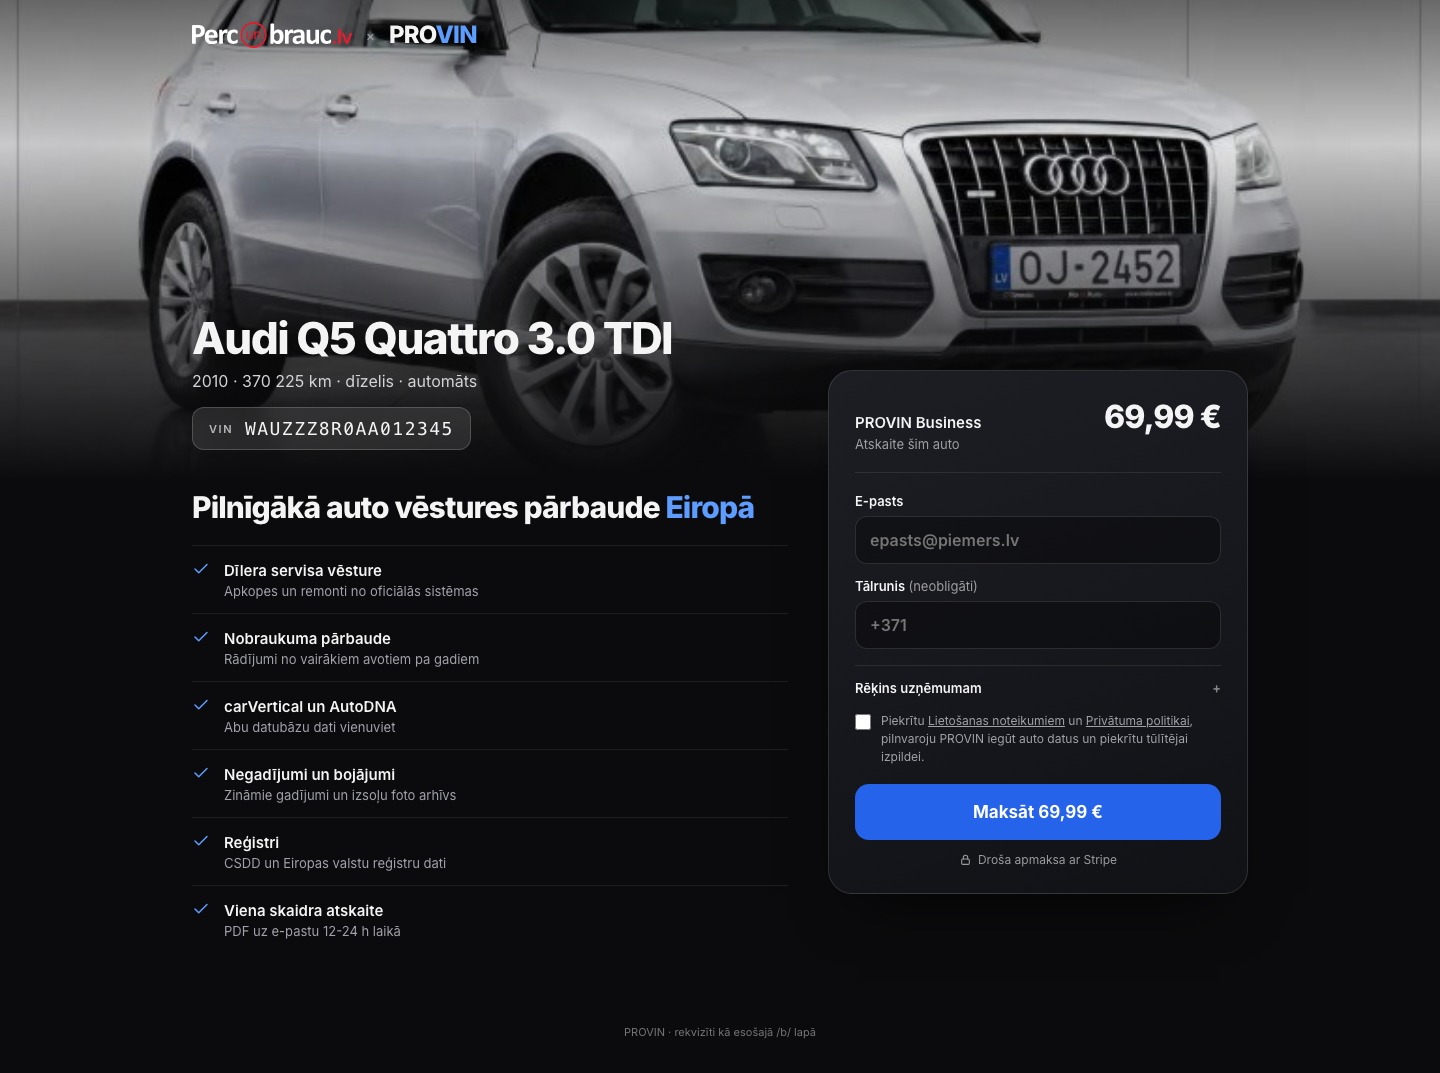 Perc un brauc.lv × PROVIN
OJ-2452
LV
Audi Q5 Quattro 3.0 TDI
2010 · 370 225 km · dīzelis · automāts
VIN WAUZZZ8R0AA012345
Pilnīgākā auto vēstures pārbaude Eiropā
Dīlera servisa vēsture
Apkopes un remonti no oficiālās sistēmas
Nobraukuma pārbaude
Rādījumi no vairākiem avotiem pa gadiem
carVertical un AutoDNA
Abu datubāzu dati vienuviet
Negadījumi un bojājumi
Zināmie gadījumi un izsoļu foto arhīvs
Reģistri
CSDD un Eiropas valstu reģistru dati
Viena skaidra atskaite
PDF uz e-pastu 12-24 h laikā
PROVIN Business 69,99 €
Atskaite šim auto
E-pasts
epasts@piemers.lv
Tālrunis (neobligāti)
+371
Rēķins uzņēmumam +
Piekrītu Lietošanas noteikumiem un Privātuma politikai,
pilnvaroju PROVIN iegūt auto datus un piekrītu tūlītējai
izpildei.
Maksāt 69,99 €
Droša apmaksa ar Stripe
PROVIN · rekvizīti kā esošajā /b/ lapā